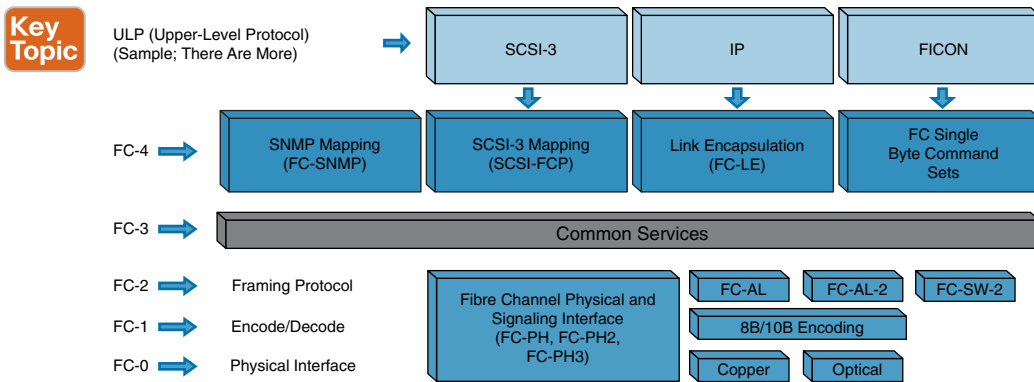 Key
Topic
ULP (Upper-Level Protocol)
(Sample; There Are More)
SCSI-3
IP
FICON
FC-4
SNMP Mapping
(FC-SNMP)
SCSI-3 Mapping
(SCSI-FCP)
Link Encapsulation
(FC-LE)
FC Single
Byte Command
Sets
FC-3
Common Services
FC-2
Framing Protocol
Fibre Channel Physical and
Signaling Interface
(FC-PH, FC-PH2,
FC-PH3)
FC-AL
FC-AL-2
FC-SW-2
FC-1
Encode/Decode
8B/10B Encoding
FC-0
Physical Interface
Copper
Optical